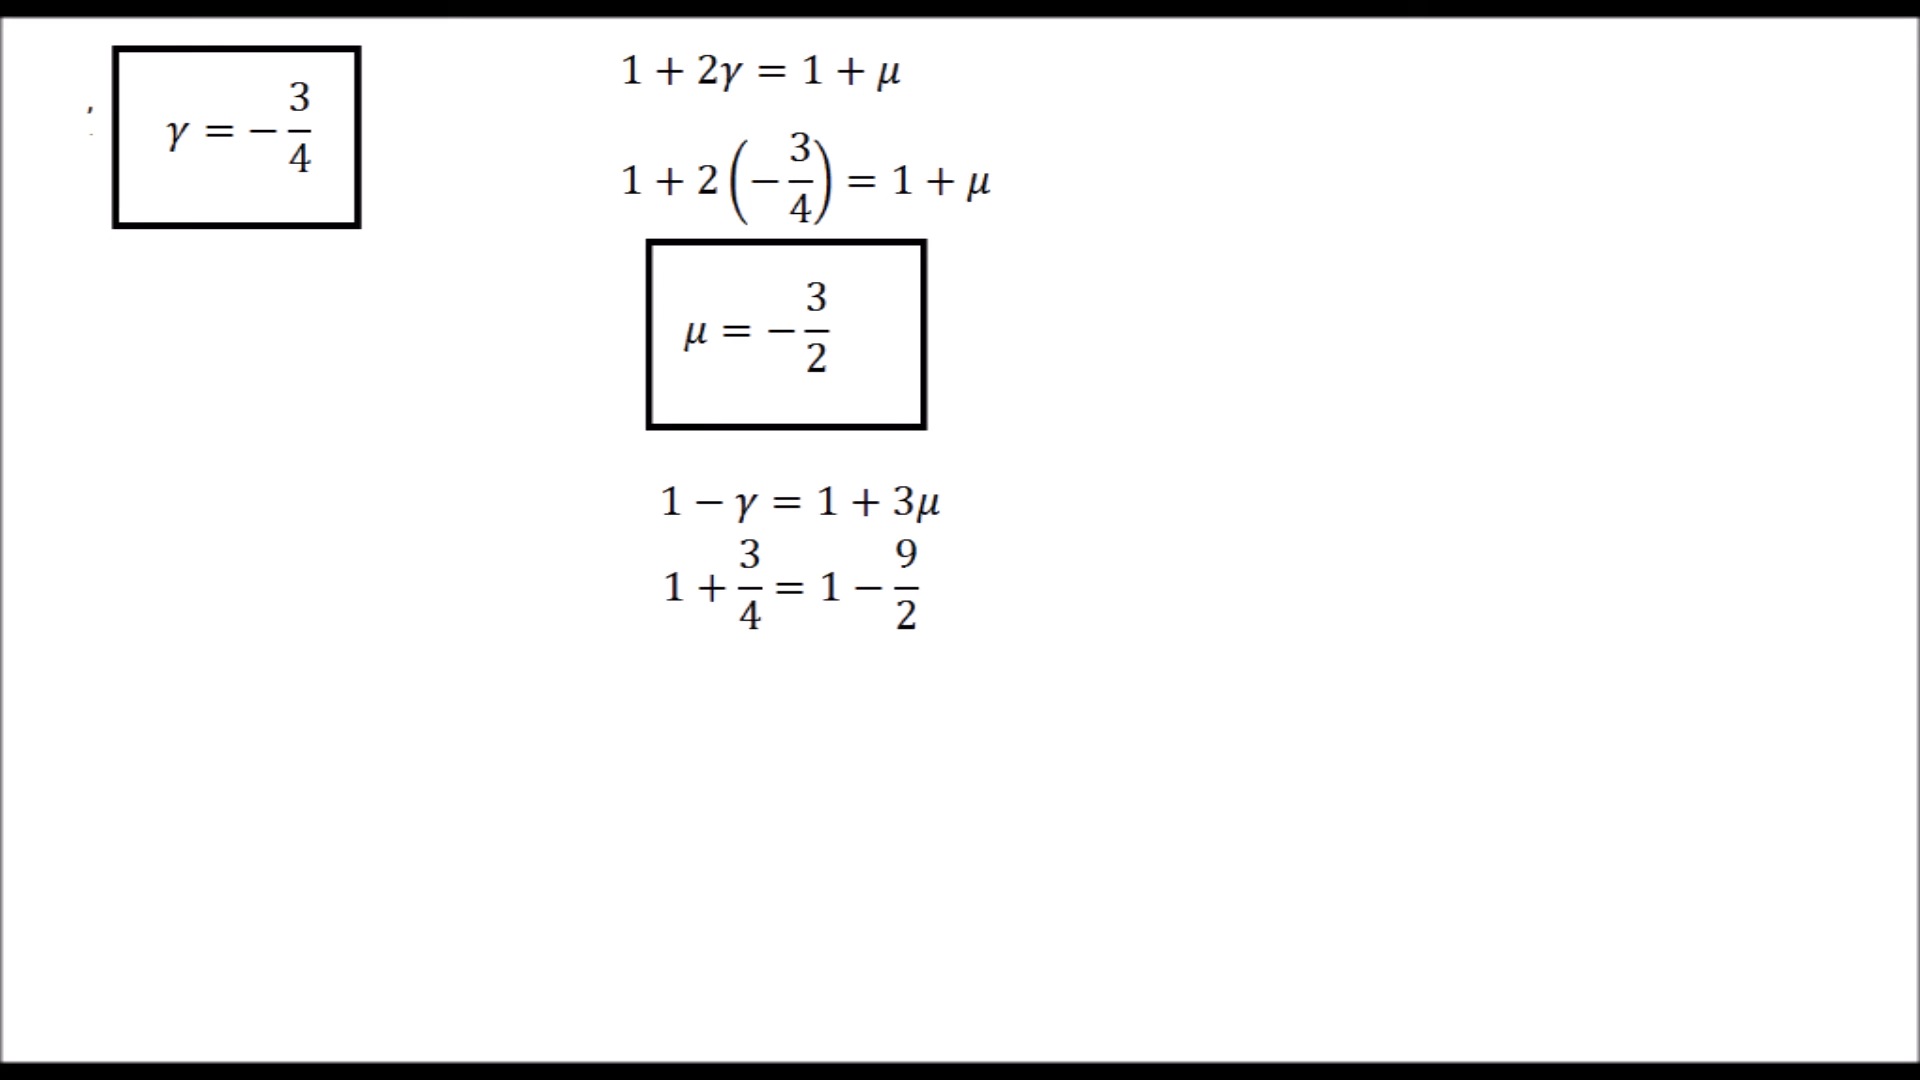 γ = −3/4
1 + 2γ = 1 + μ
1 + 2(−3/4) = 1 + μ
μ = −3/2
1 − γ = 1 + 3μ
1 + 3/4 = 1 − 9/2